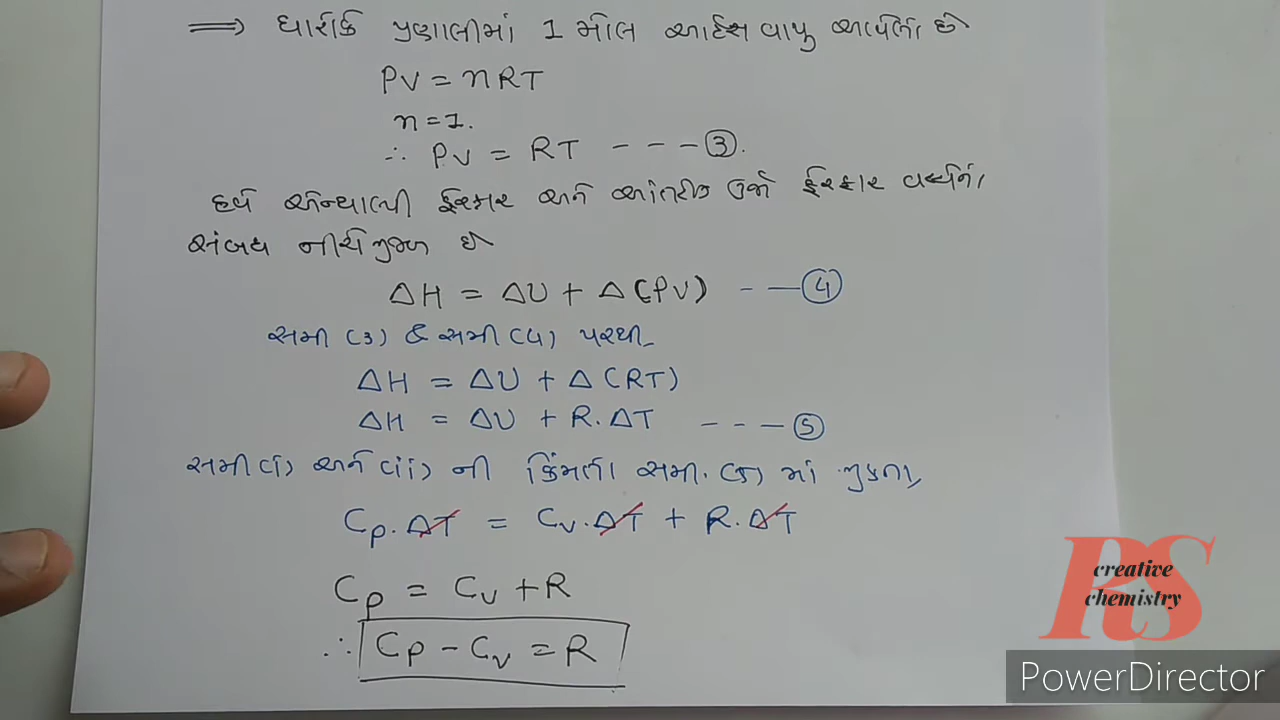 ⟹ ધારોકે પ્રણાલીમાં 1 મોલ આદર્શ વાયુ આવેલો છે
PV = nRT
n = 1.
∴ PV = RT - - - ③.
હવે એન્થાલ્પી ફેરફાર અને આંતરીક ઉર્જા ફેરફાર વચ્ચેનો
સંબંધ નીચે મુજબ છે
ΔH = ΔU + Δ(PV) - - - ④
સમી (3) & સમી (4) પરથી
ΔH = ΔU + Δ(RT)
ΔH = ΔU + R.ΔT - - - ⑤
સમી (i) અને (ii) ની કિંમતો સમી. (5) માં મુકતા,
Cp.ΔT = Cv.ΔT + R.ΔT
Cp = Cv + R
∴ Cp - Cv = R
RS
creative
chemistry
PowerDirector